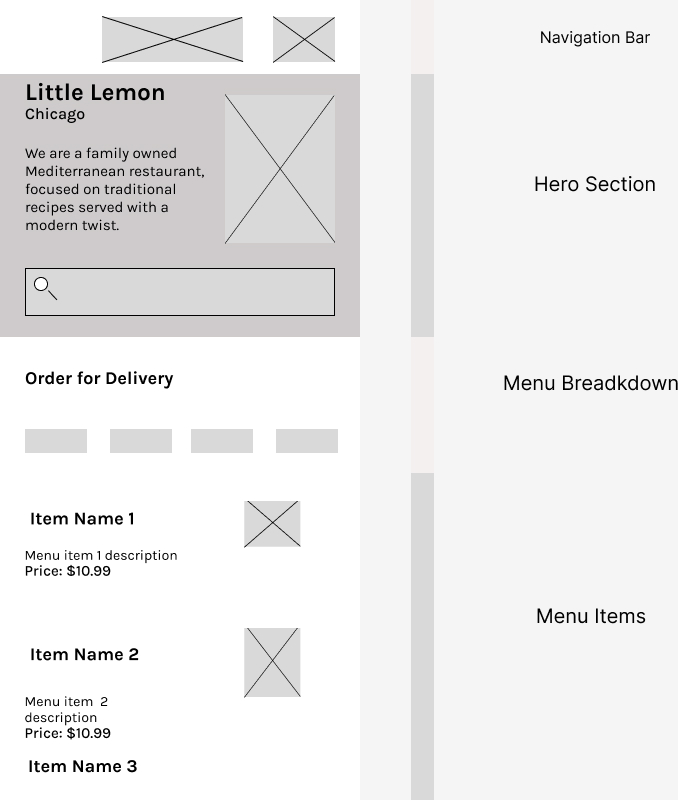 Navigation Bar
Little Lemon
Chicago
We are a family owned
Mediterranean restaurant,
focused on traditional
recipes served with a
modern twist.
Hero Section
Order for Delivery
Menu Breadkdown
Item Name 1
Menu item 1 description
Price: $10.99
Menu Items
Item Name 2
Menu item  2
description
Price: $10.99
Item Name 3